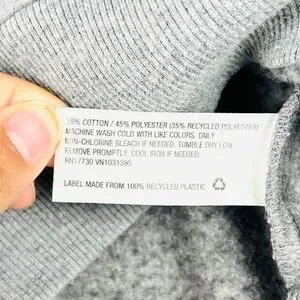 55% COTTON / 45% POLYESTER (35% RECYCLED POLYESTER)
MACHINE WASH COLD WITH LIKE COLORS. ONLY
NON-CHLORINE BLEACH IF NEEDED. TUMBLE DRY LOW.
REMOVE PROMPTLY. COOL IRON IF NEEDED.
RN17730 VN1031395
LABEL MADE FROM 100% RECYCLED PLASTIC